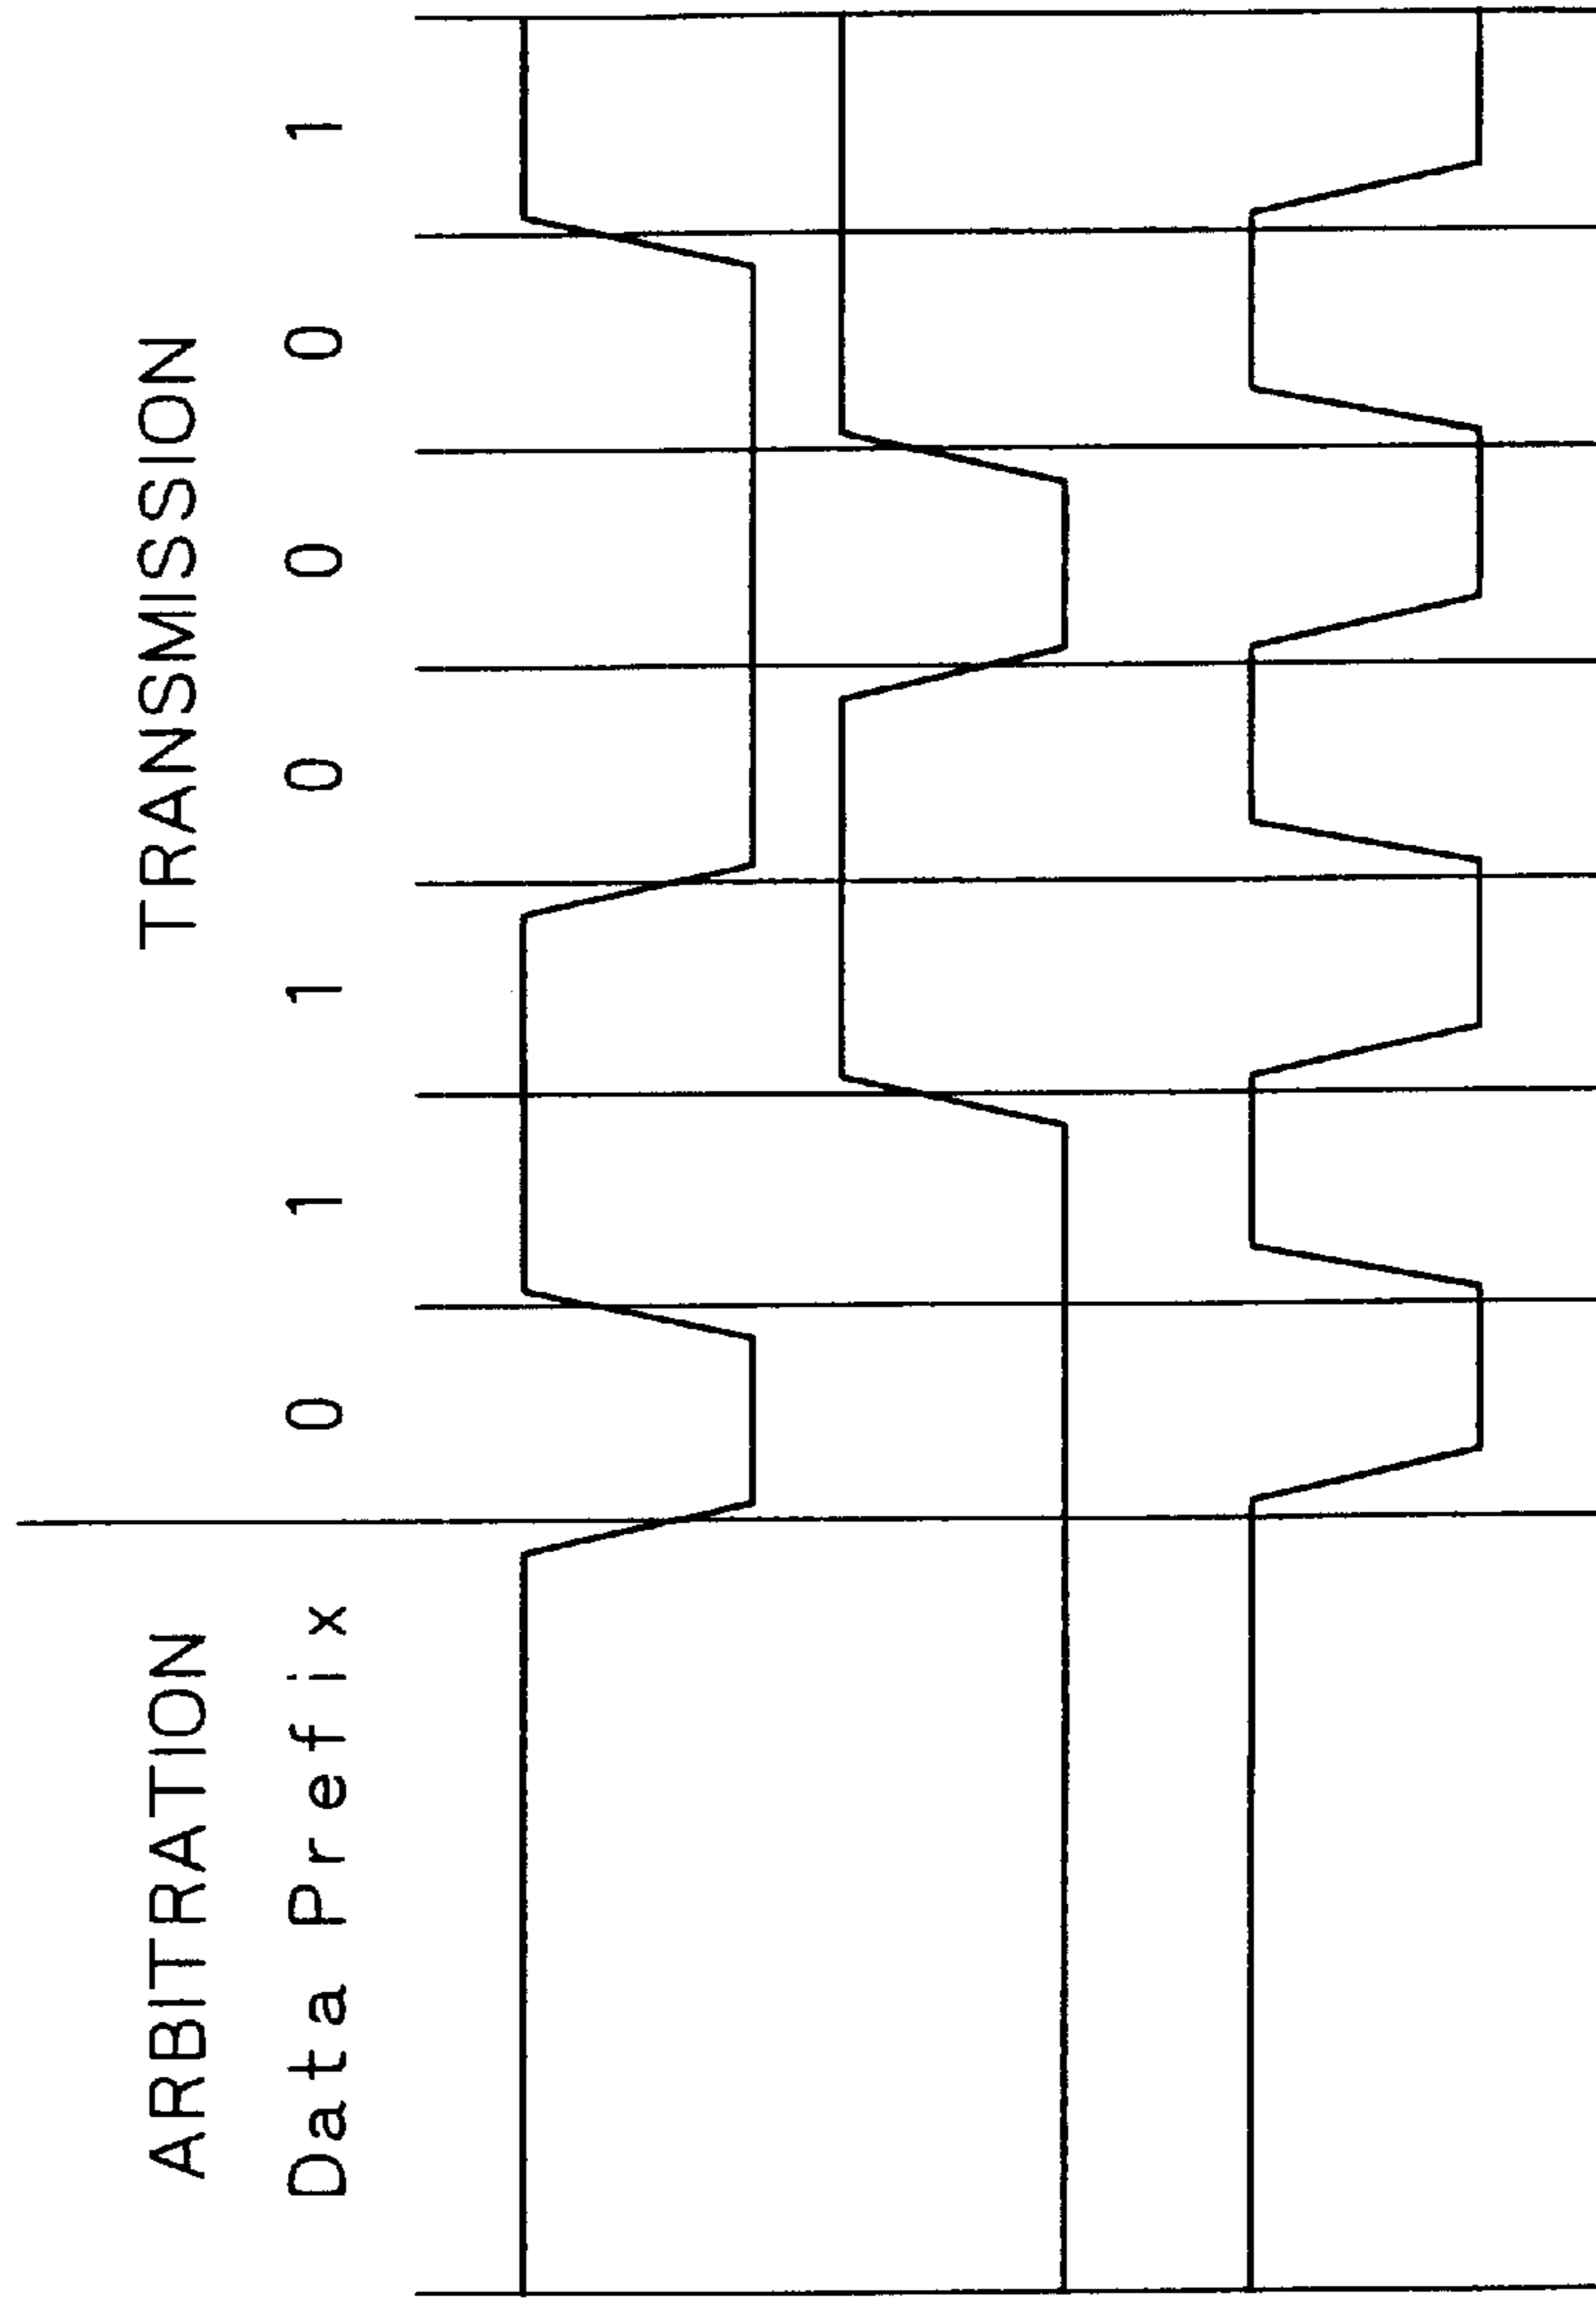 ARBITRATION TRANSMISSION
Data Prefix 0 1 1 0 0 0 1